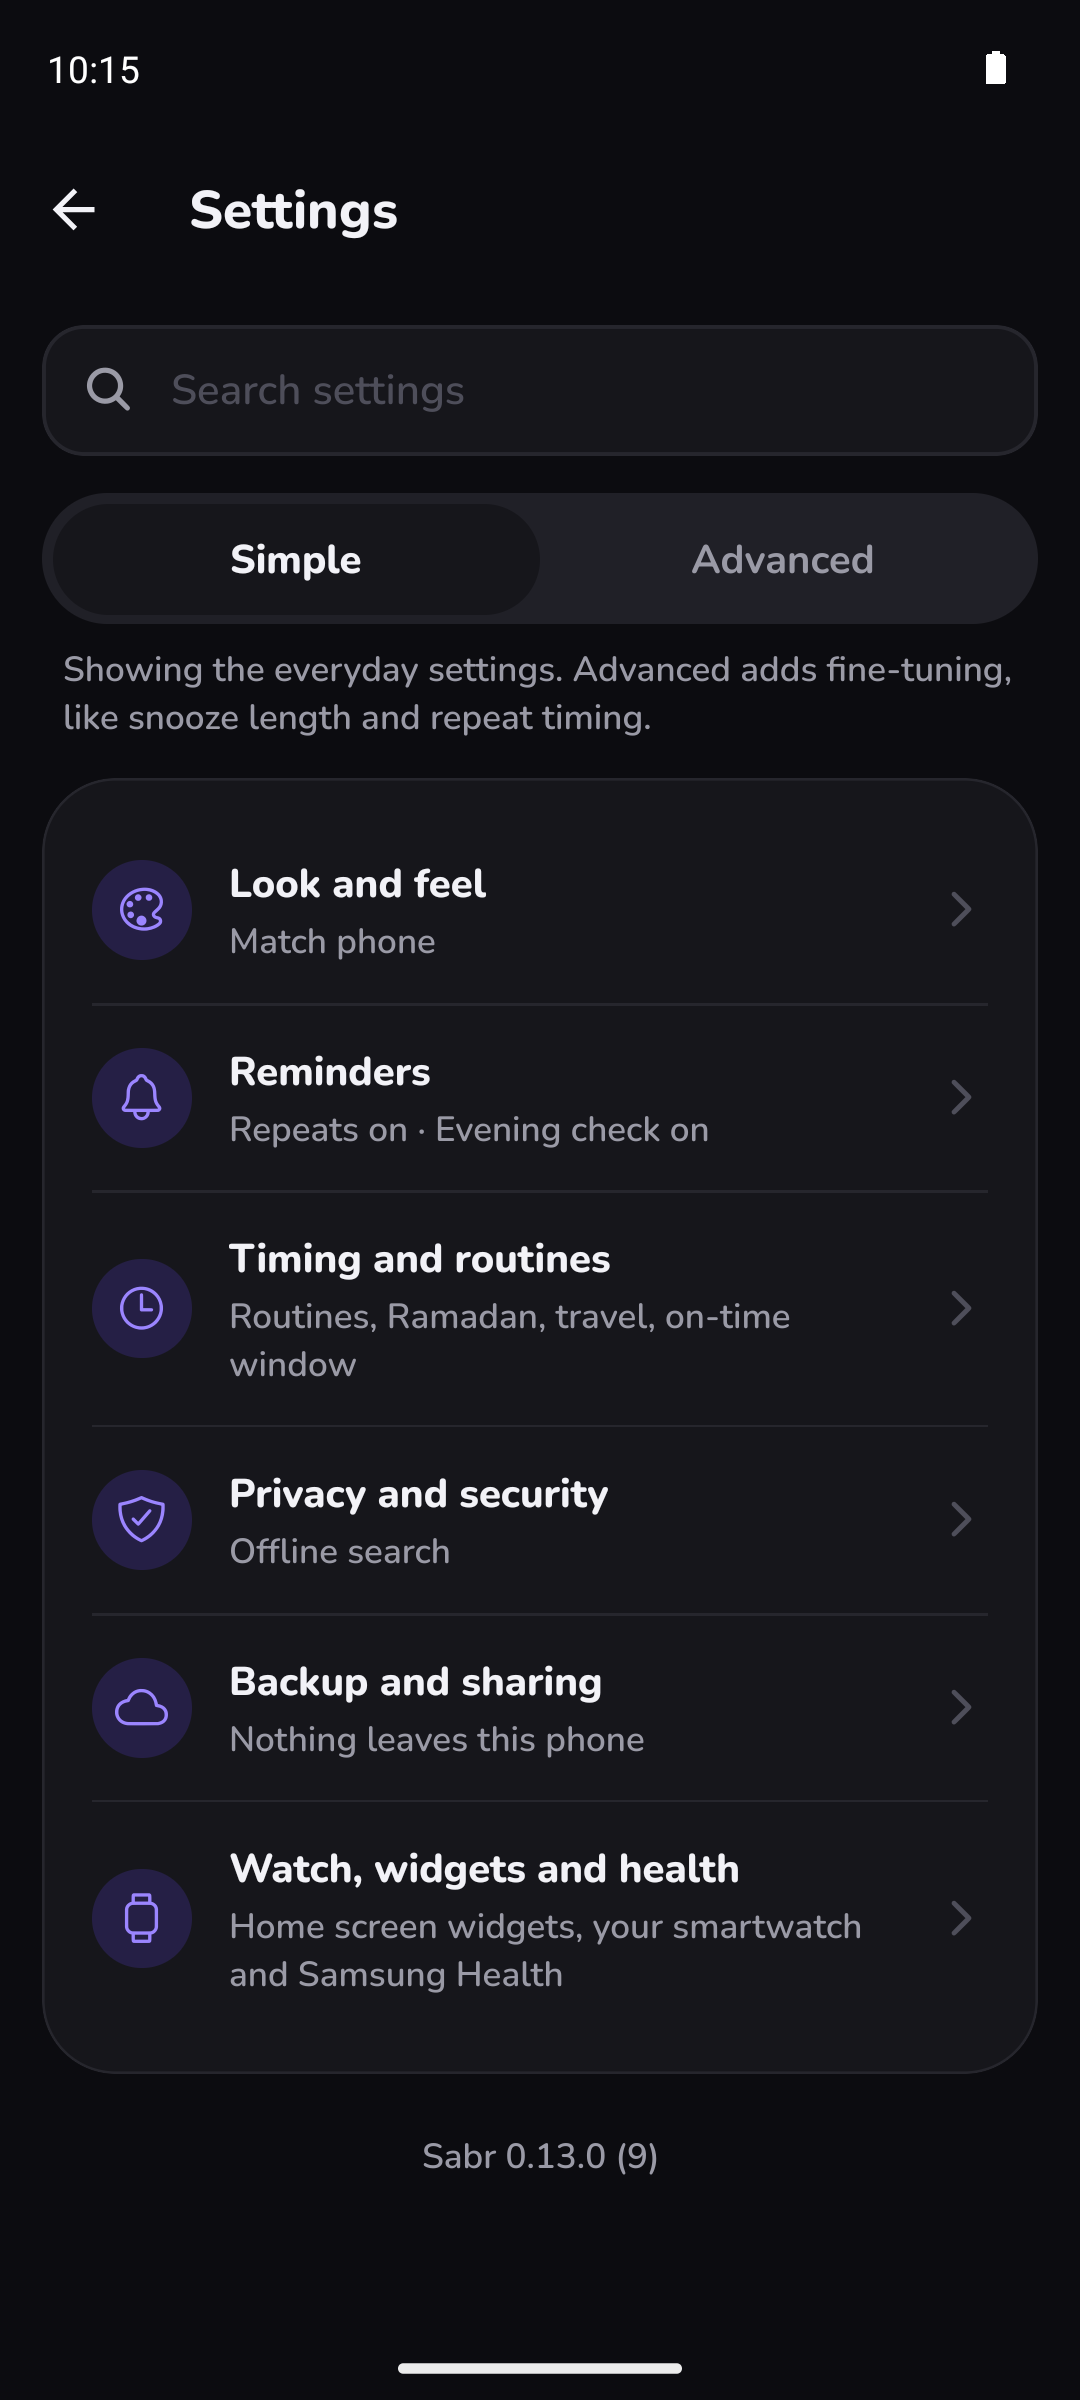 10:15
Settings
Search settings
Simple
Advanced
Showing the everyday settings. Advanced adds fine-tuning,
like snooze length and repeat timing.
Look and feel
Match phone
Reminders
Repeats on · Evening check on
Timing and routines
Routines, Ramadan, travel, on-time
window
Privacy and security
Offline search
Backup and sharing
Nothing leaves this phone
Watch, widgets and health
Home screen widgets, your smartwatch
and Samsung Health
Sabr 0.13.0 (9)